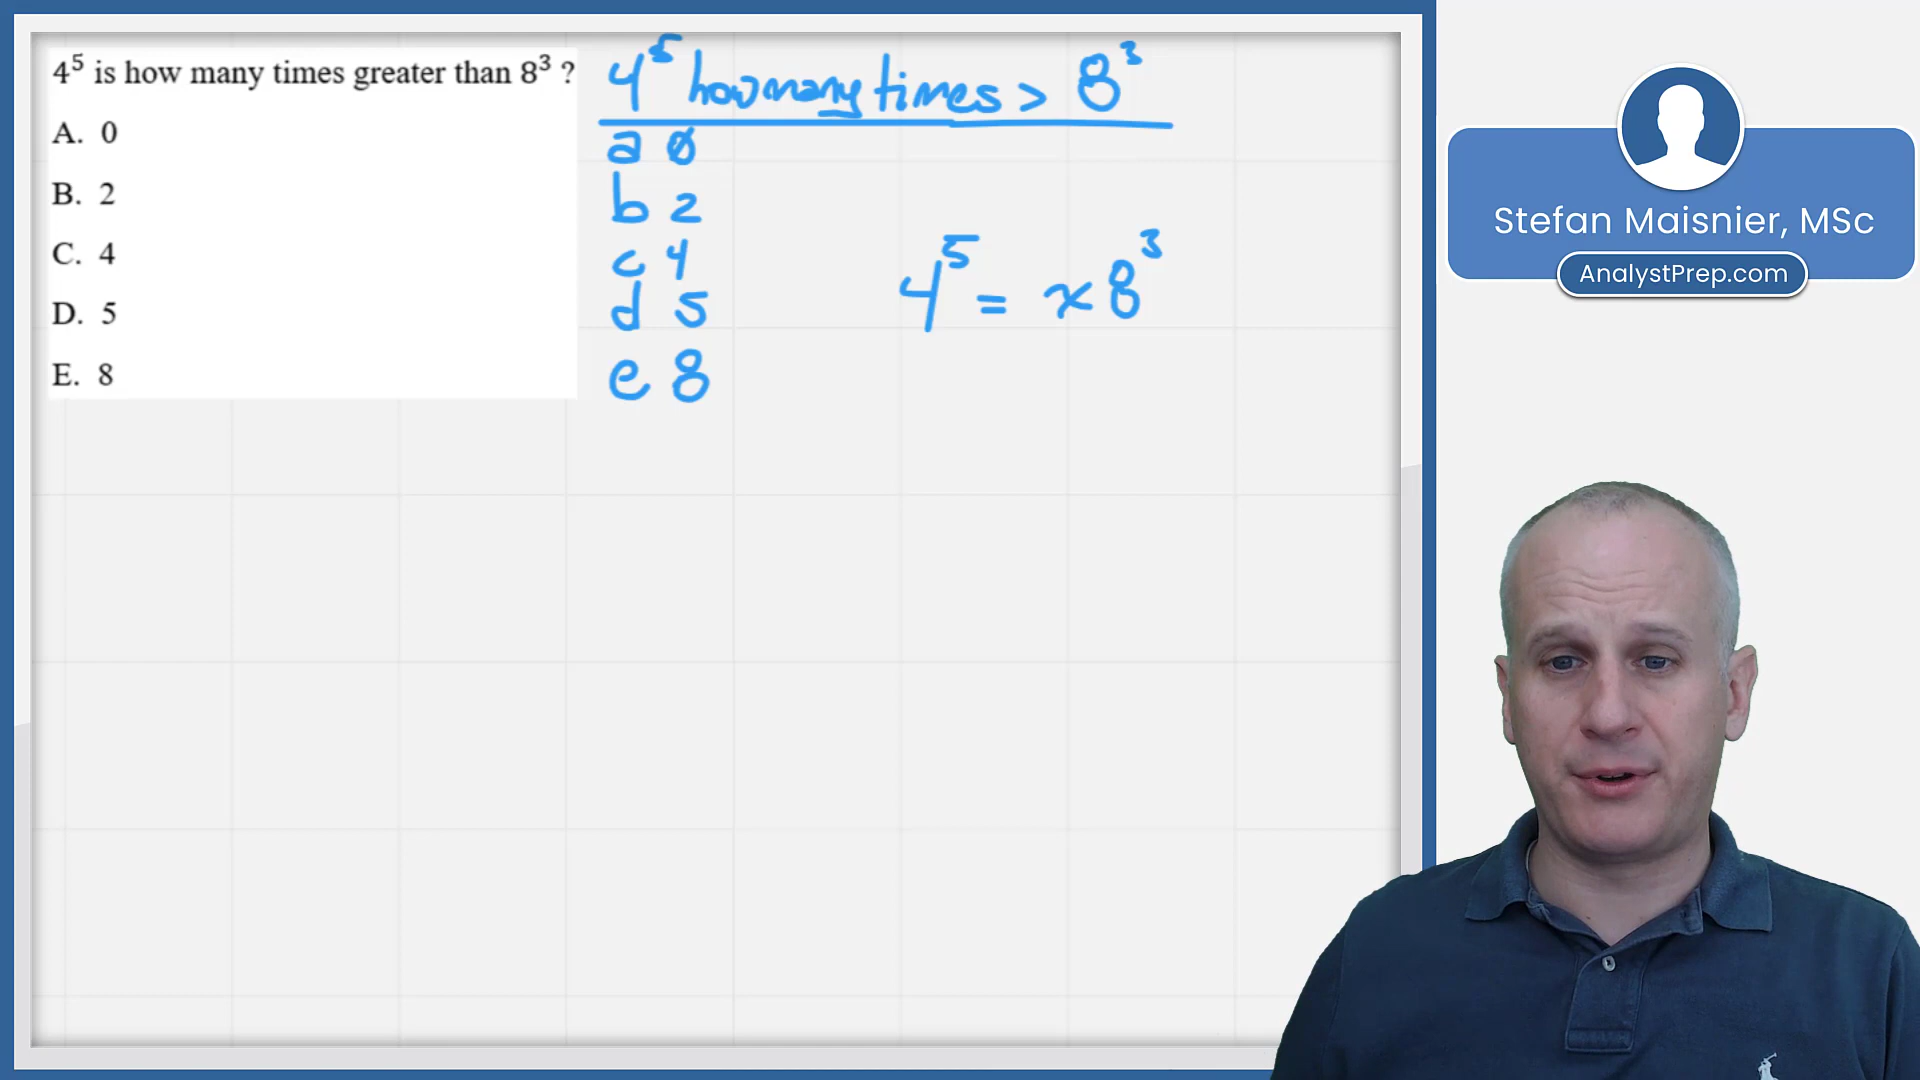 4⁵ is how many times greater than 8³ ?
A. 0
B. 2
C. 4
D. 5
E. 8
4⁵ how many times > 8³
a 0
b 2
c 4
d 5
e 8
4⁵ = x8³
Stefan Maisnier, MSc
AnalystPrep.com